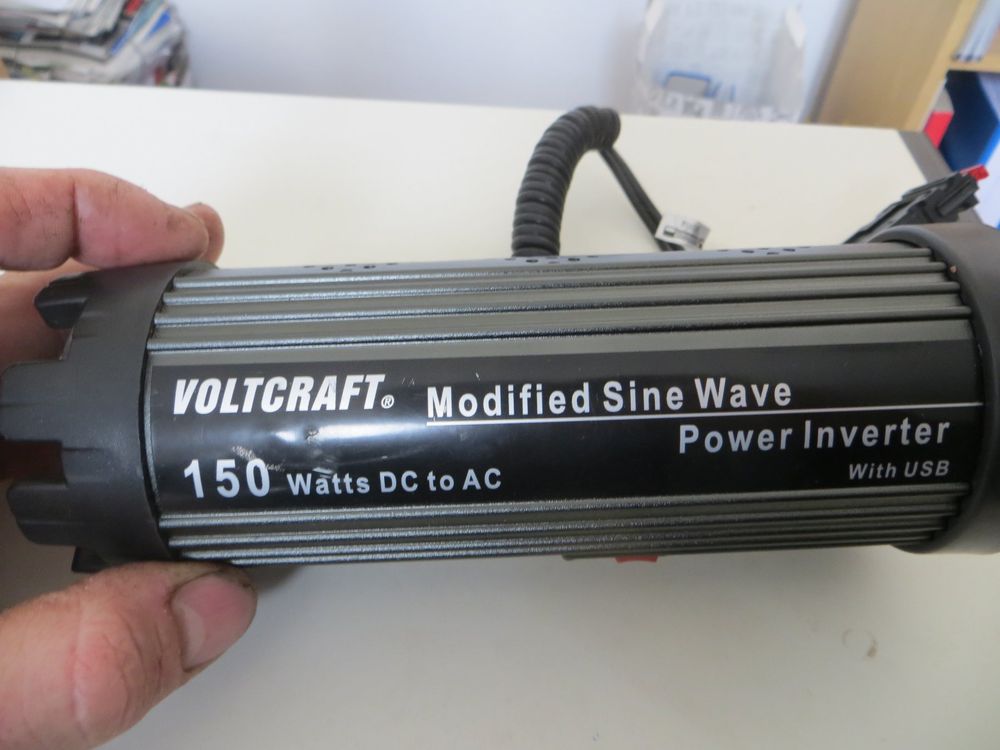 VOLTCRAFT® Modified Sine Wave
Power Inverter
150 Watts DC to AC
With USB